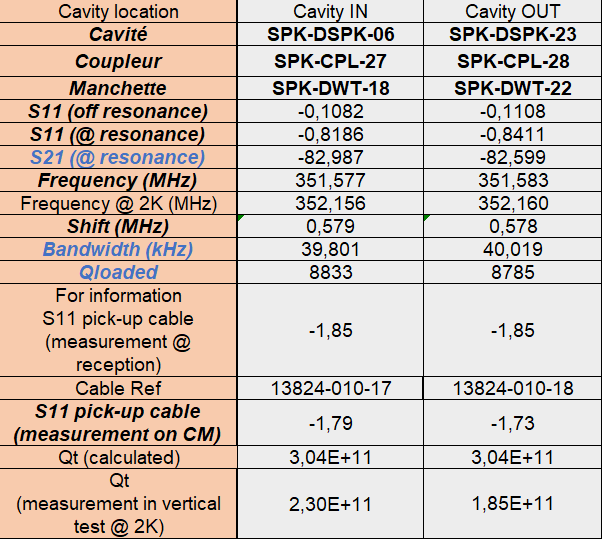 Cavity location Cavity IN Cavity OUT
Cavité SPK-DSPK-06 SPK-DSPK-23
Coupleur SPK-CPL-27 SPK-CPL-28
Manchette SPK-DWT-18 SPK-DWT-22
S11 (off resonance) -0,1082 -0,1108
S11 (@ resonance) -0,8186 -0,8411
S21 (@ resonance) -82,987 -82,599
Frequency (MHz) 351,577 351,583
Frequency @ 2K (MHz) 352,156 352,160
Shift (MHz) 0,579 0,578
Bandwidth (kHz) 39,801 40,019
Qloaded 8833 8785
For information
S11 pick-up cable
(measurement @
reception)
-1,85 -1,85
Cable Ref 13824-010-17 13824-010-18
S11 pick-up cable
(measurement on CM)
-1,79 -1,73
Qt (calculated) 3,04E+11 3,04E+11
Qt
(measurement in vertical
test @ 2K)
2,30E+11 1,85E+11